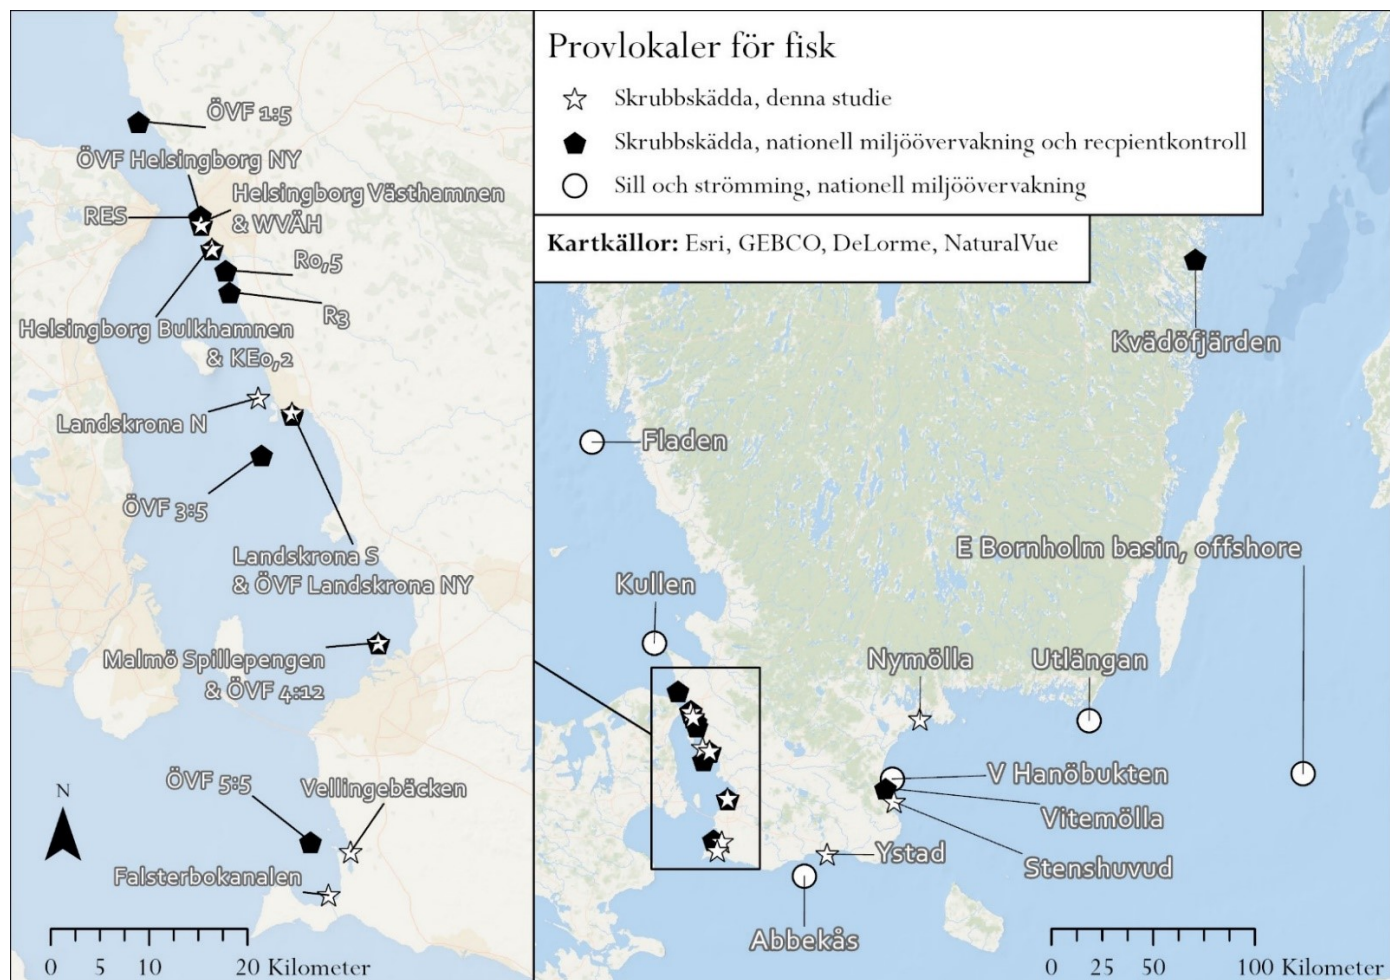 Provlokaler för fisk
Skrubbskädda, denna studie
Skrubbskädda, nationell miljöövervakning och recpientkontroll
Sill och strömming, nationell miljöövervakning
Kartkällor: Esri, GEBCO, DeLorme, NaturalVue
ÖVF 1:5
ÖVF Helsingborg NY
RES
Helsingborg Västhamnen
& WVÄH
R0,5
R3
Helsingborg Bulkhamnen
& KE0,2
Landskrona N
ÖVF 3:5
Landskrona S
& ÖVF Landskrona NY
Malmö Spillepengen
& ÖVF 4:12
ÖVF 5:5
Vellingebäcken
Falsterbokanalen
N
0 5 10 20 Kilometer
Kvädöfjärden
Fladen
E Bornholm basin, offshore
Kullen
Nymölla
Utlängan
V Hanöbukten
Vitemölla
Stenshuvud
Ystad
Abbekås
0 25 50 100 Kilometer